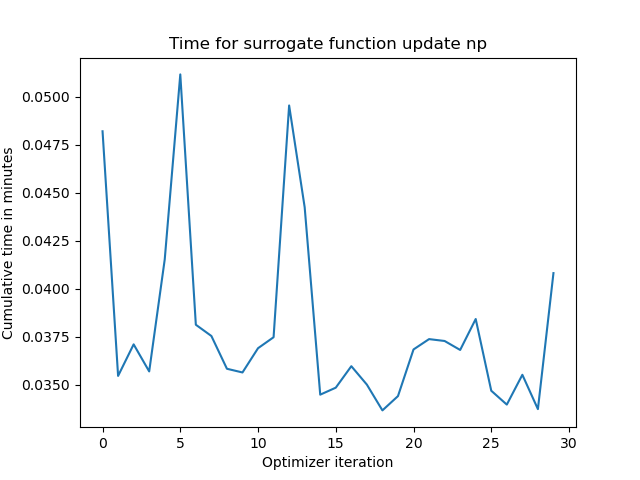 Time for surrogate function update np
Cumulative time in minutes
0.0500
0.0475
0.0450
0.0425
0.0400
0.0375
0.0350
0 5 10 15 20 25 30
Optimizer iteration